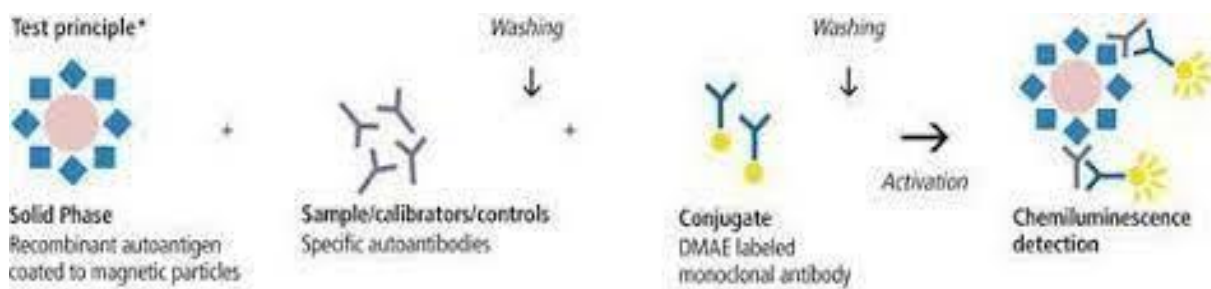 Test principle*
Washing
Washing
+
+
Activation
Solid Phase
Recombinant autoantigen
coated to magnetic particles
Sample/calibrators/controls
Specific autoantibodies
Conjugate
DMAE labeled
monoclonal antibody
Chemiluminescence
detection